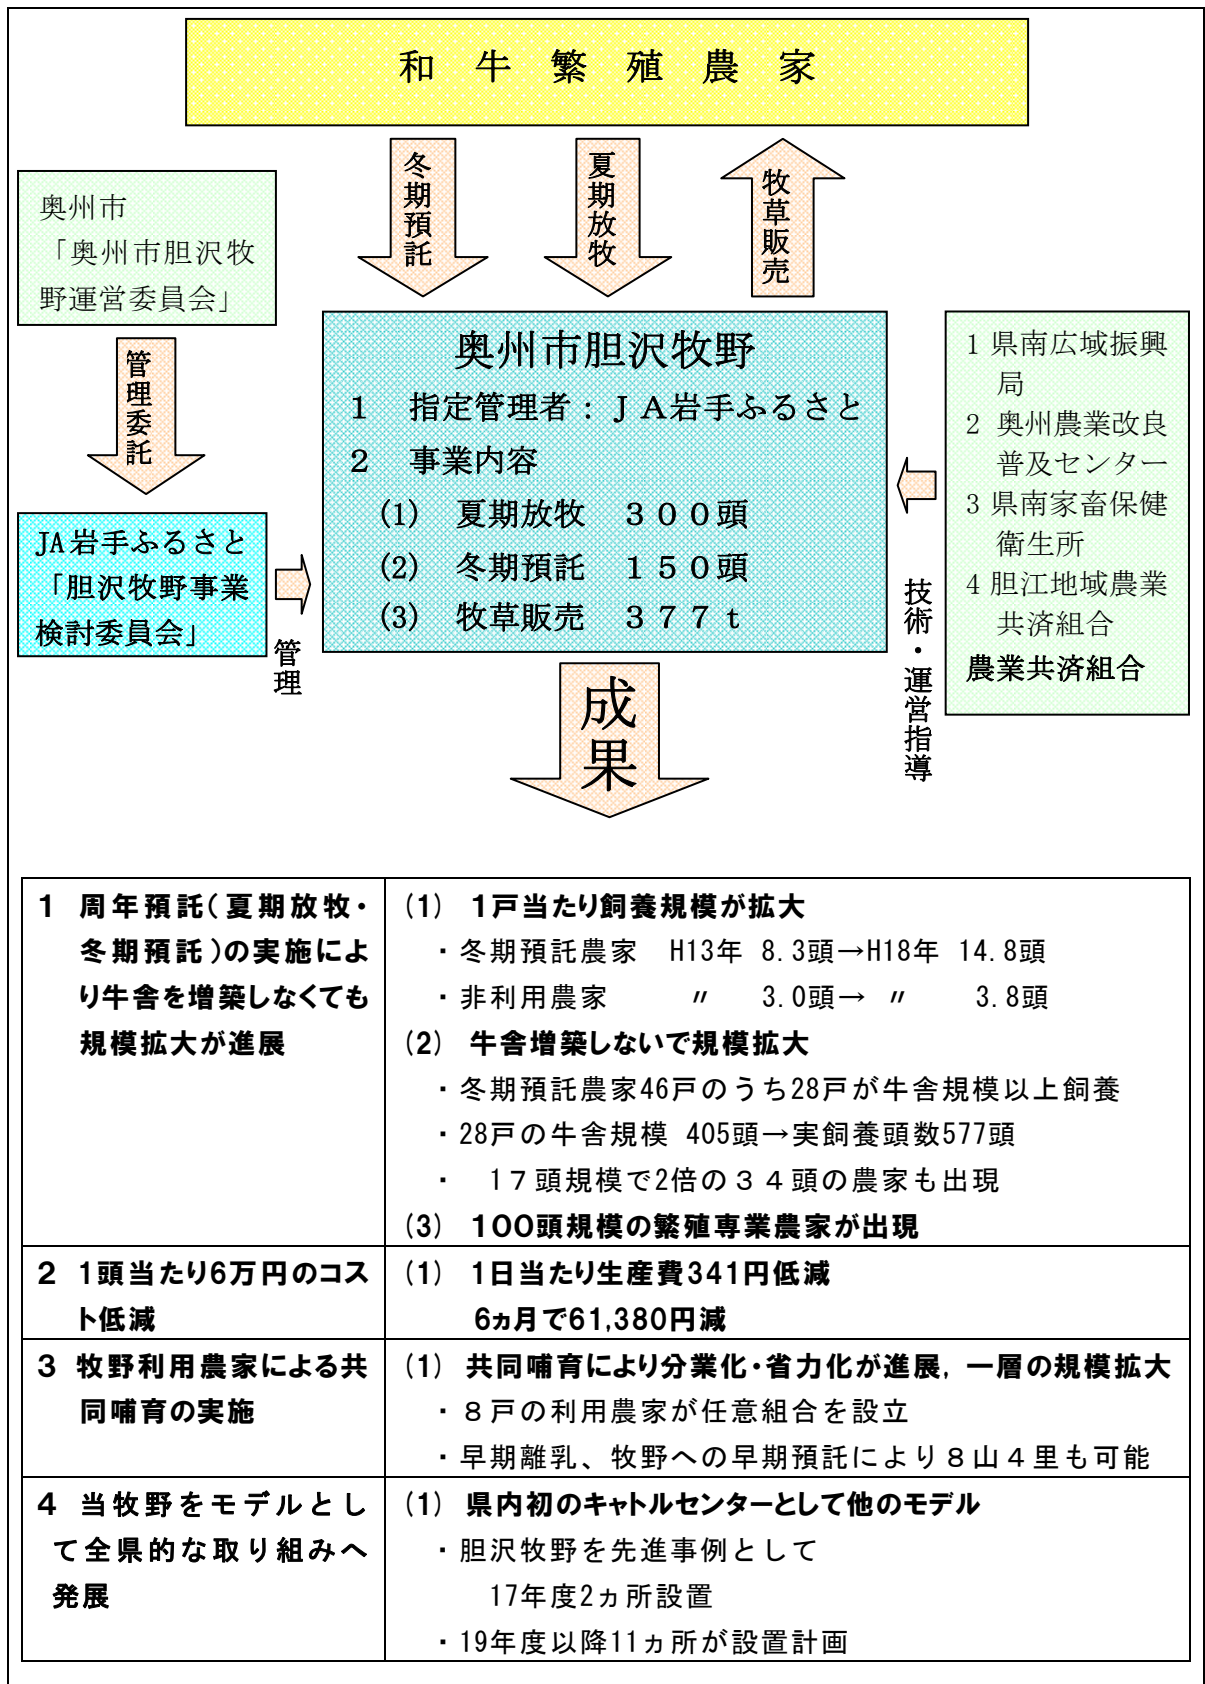 和牛繁殖農家
冬期預託
夏期放牧
牧草販売
奥州市
「奥州市胆沢牧
野運営委員会」
管理委託
JA岩手ふるさと
「胆沢牧野事業
検討委員会」
管理
奥州市胆沢牧野
1 指定管理者:JA岩手ふるさと
2 事業内容
(1) 夏期放牧 300頭
(2) 冬期預託 150頭
(3) 牧草販売 377t
1 県南広域振興
局
2 奥州農業改良
普及センター
3 県南家畜保健
衛生所
4 胆江地域農業
共済組合
農業共済組合
技術・運営指導
成果
1 周年預託(夏期放牧・
冬期預託)の実施によ
り牛舎を増築しなくても
規模拡大が進展
(1) 1戸当たり飼養規模が拡大
・冬期預託農家 H13年 8.3頭→H18年 14.8頭
・非利用農家 〃 3.0頭→ 〃 3.8頭
(2) 牛舎増築しないで規模拡大
・冬期預託農家46戸のうち28戸が牛舎規模以上飼養
・28戸の牛舎規模 405頭→実飼養頭数577頭
・ 17頭規模で2倍の34頭の農家も出現
(3) 100頭規模の繁殖専業農家が出現
2 1頭当たり6万円のコス
ト低減
(1) 1日当たり生産費341円低減
6ヵ月で61,380円減
3 牧野利用農家による共
同哺育の実施
(1) 共同哺育により分業化・省力化が進展,一層の規模拡大
・8戸の利用農家が任意組合を設立
・早期離乳、牧野への早期預託により8山4里も可能
4 当牧野をモデルとし
て全県的な取り組みへ
発展
(1) 県内初のキャトルセンターとして他のモデル
・胆沢牧野を先進事例として
17年度2ヵ所設置
・19年度以降11ヵ所が設置計画